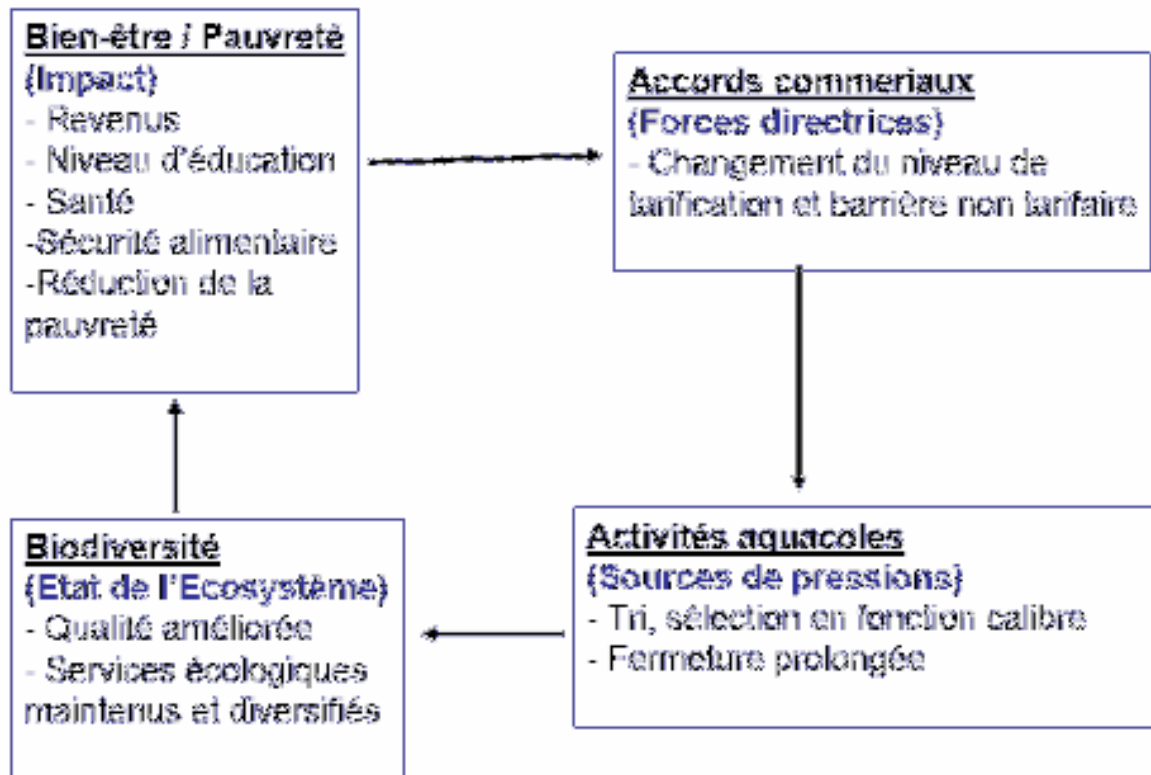 Bien-être / Pauvreté
(Impact)
- Revenus
- Niveau d'éducation
- Santé
-Sécurité alimentaire
-Réduction de la
pauvreté
Accords commeriaux
(Forces directrices)
- Changement du niveau de
tarification et barrière non tarifaire
Biodiversité
(Etat de l'Ecosystème)
- Qualité améliorée
- Services écologiques
maintenus et diversifiés
Activités aquacoles
(Sources de pressions)
- Tri, sélection en fonction calibre
- Fermeture prolongée